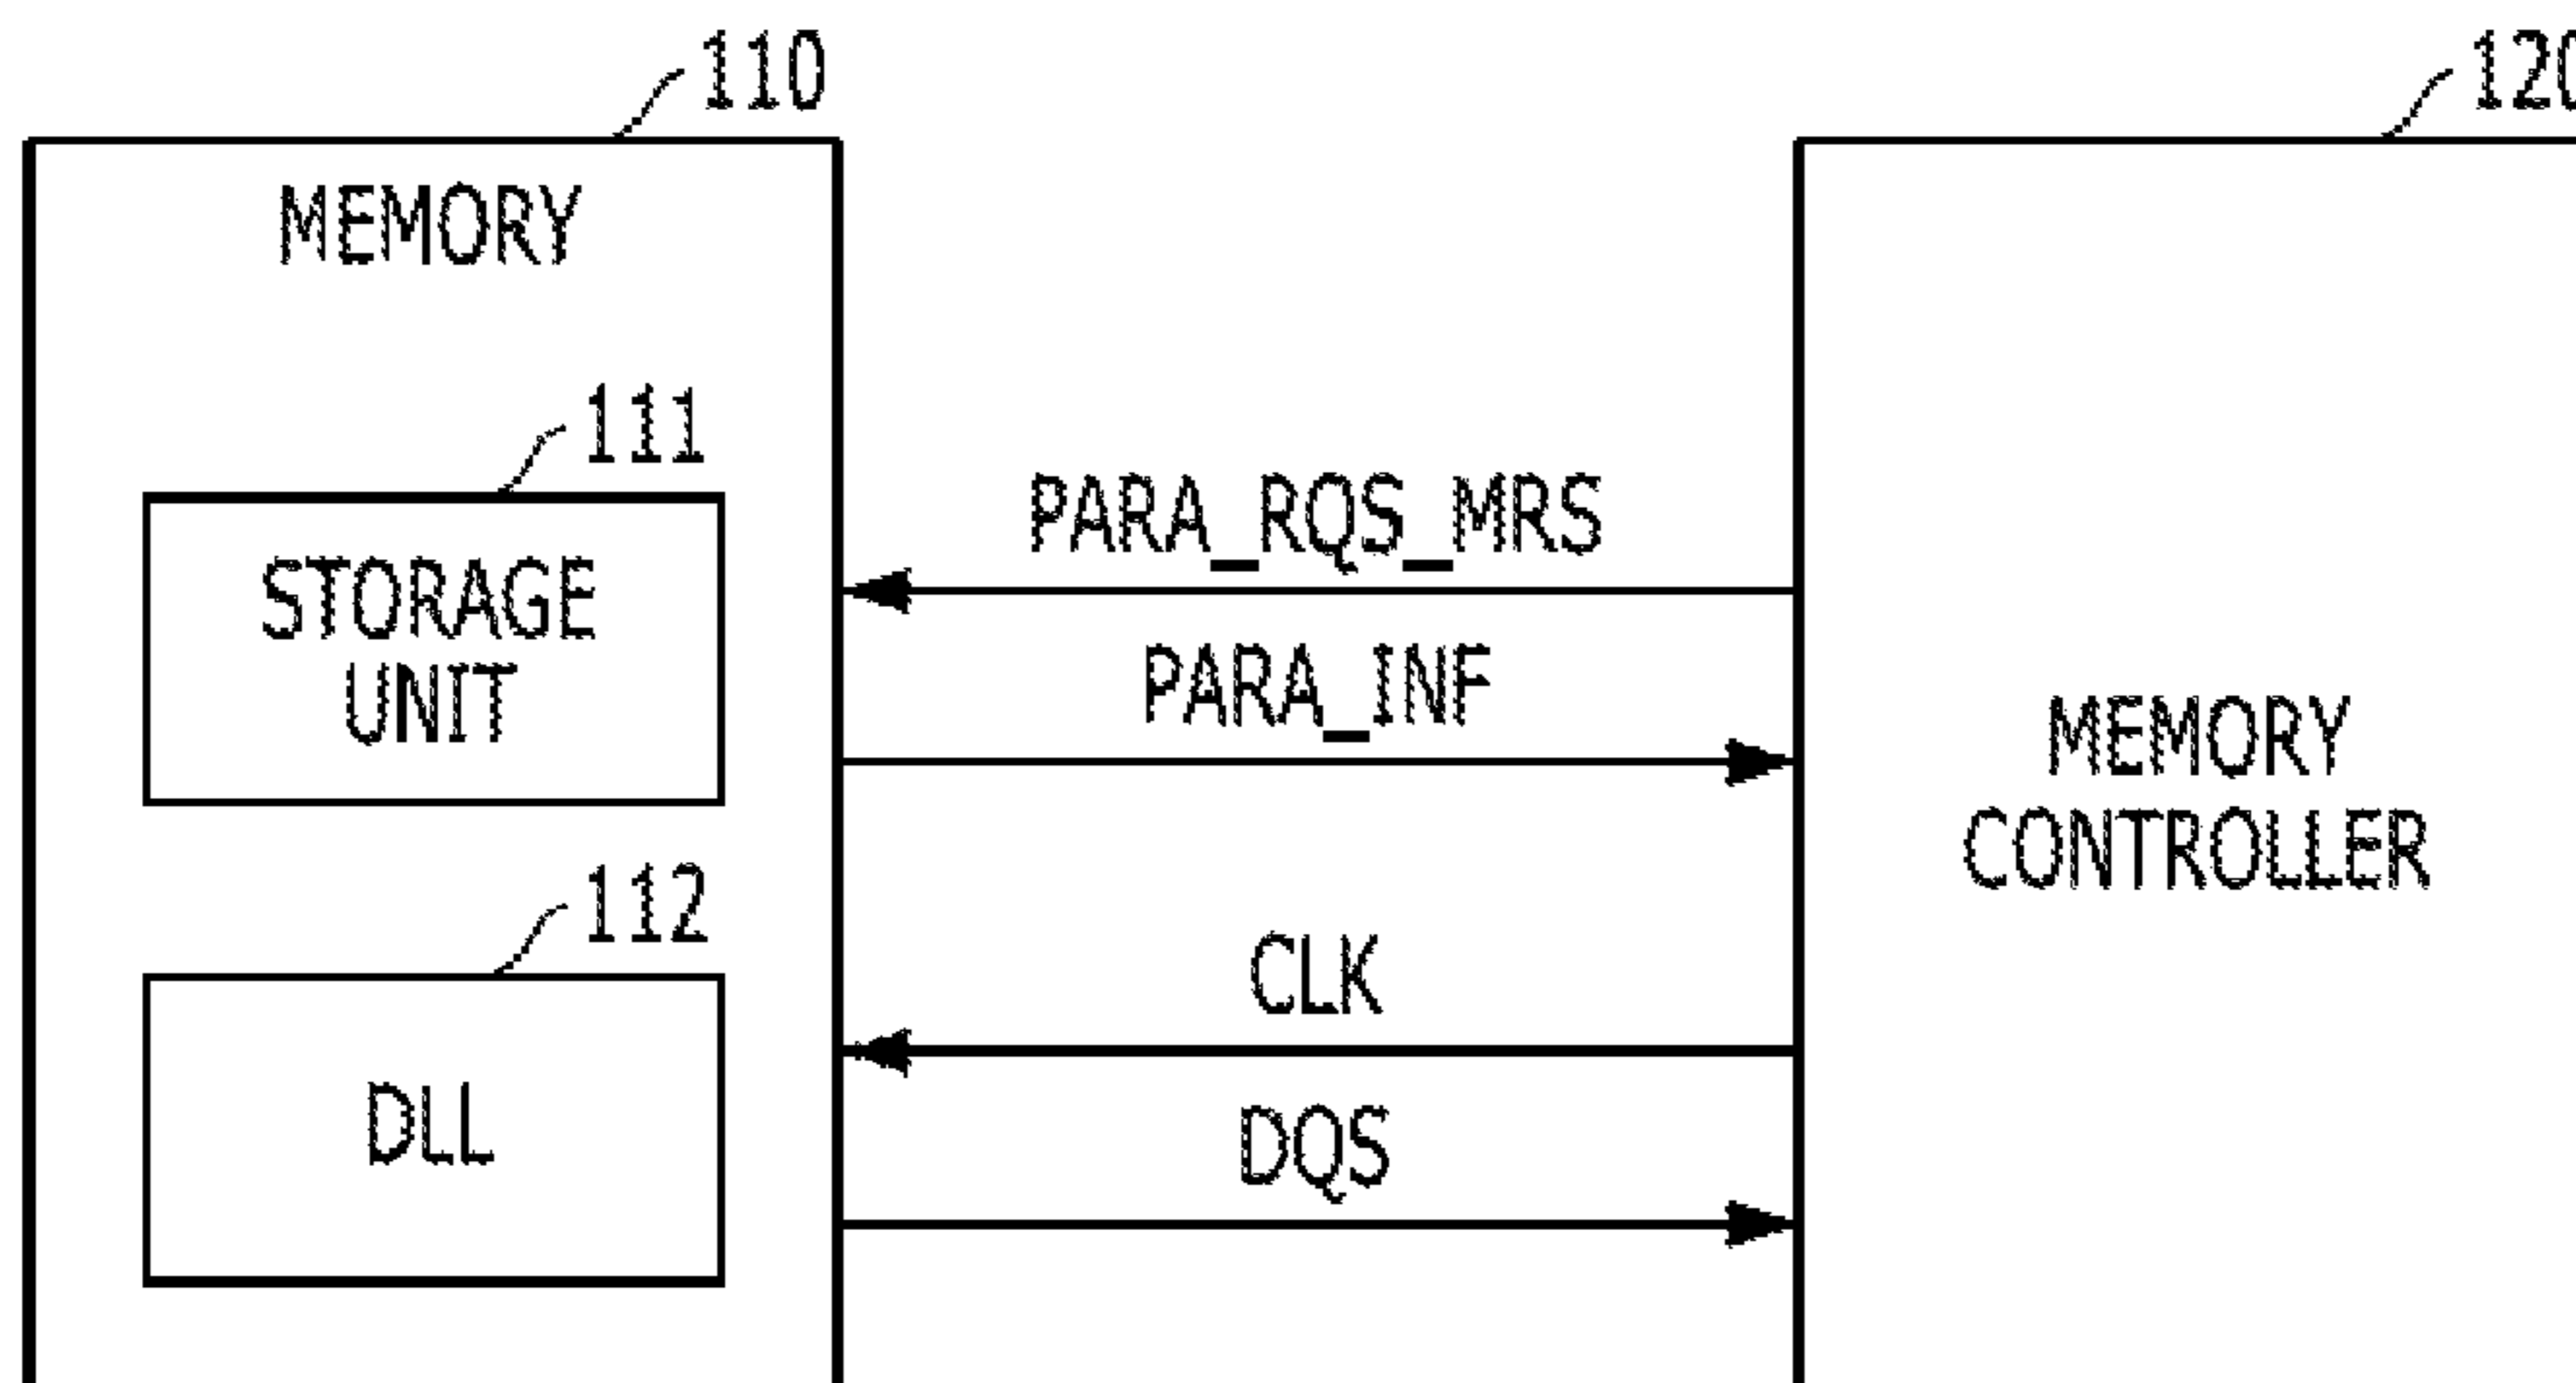 110
120
MEMORY
111
STORAGE
UNIT
PARA_RQS_MRS
PARA_INF
MEMORY
CONTROLLER
112
DLL
CLK
DQS